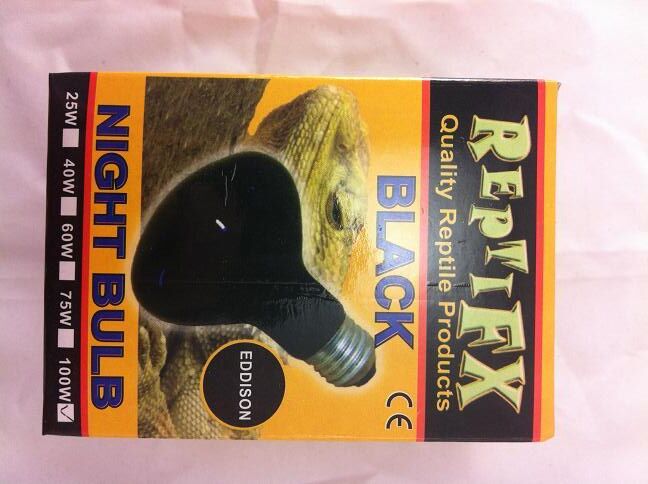 REPTIFX
Quality Reptile Products
BLACK
CE
EDDISON
NIGHT BULB
25W 40W 60W 75W 100W